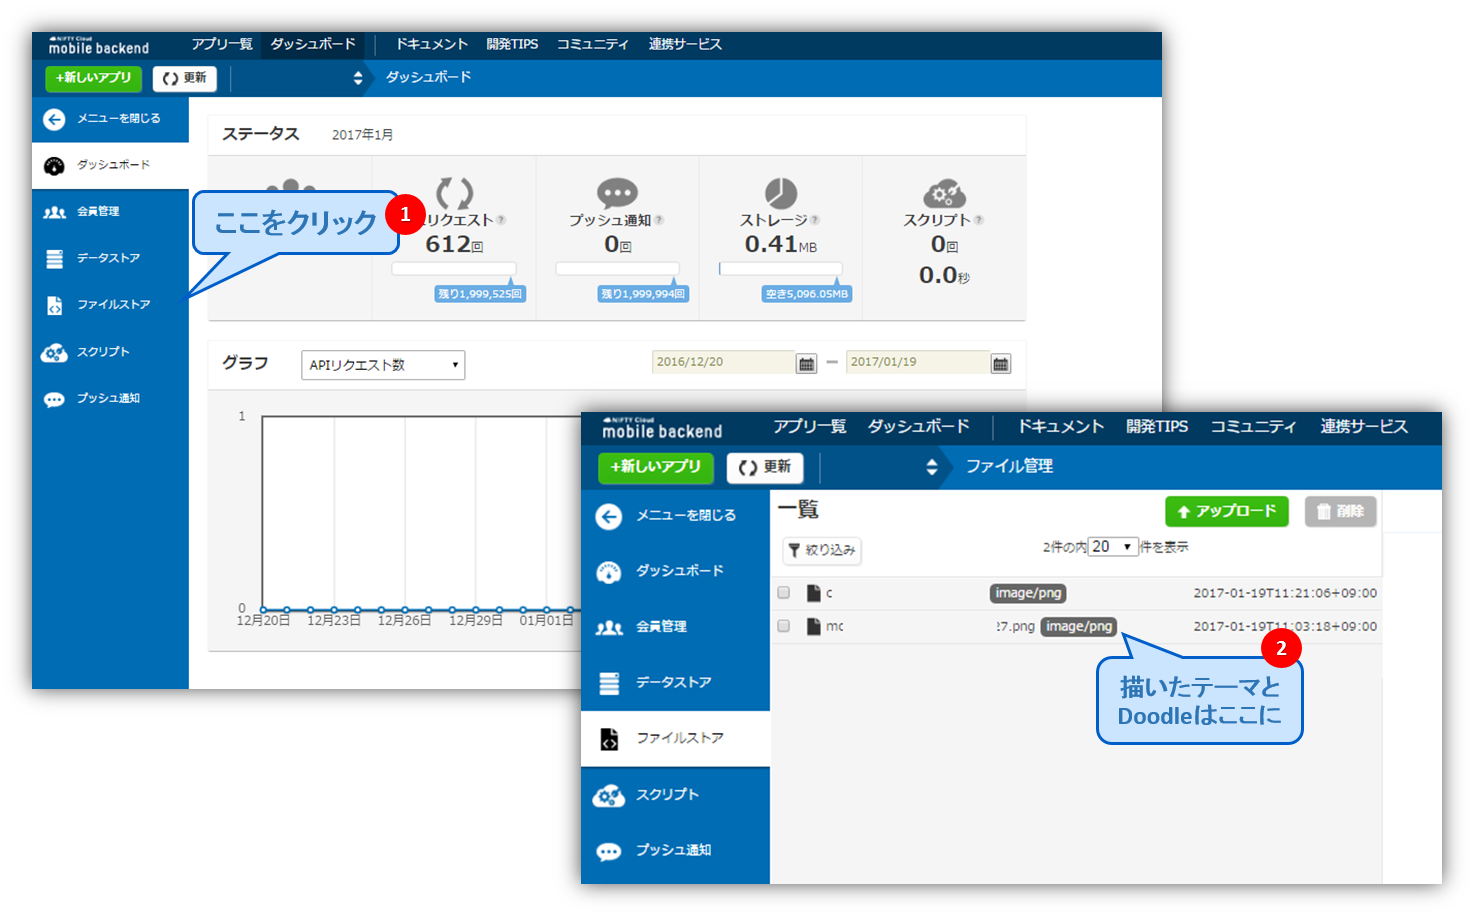 NIFTY Cloud
mobile backend
アプリ一覧 ダッシュボード ドキュメント 開発TIPS コミュニティ 連携サービス
+新しいアプリ 更新 ダッシュボード
メニューを閉じる
ダッシュボード
会員管理
データストア
ファイルストア
スクリプト
プッシュ通知
ステータス 2017年1月
ここをクリック 1
リクエスト ?
612回
残り1,999,525回
プッシュ通知 ?
0回
残り1,999,994回
ストレージ ?
0.41MB
空き5,096.05MB
スクリプト ?
0回
0.0秒
グラフ APIリクエスト数 2016/12/20 2017/01/19
1
0
12月20日 12月23日 12月26日 12月29日 01月01日
NIFTY Cloud
mobile backend
アプリ一覧 ダッシュボード ドキュメント 開発TIPS コミュニティ 連携サービス
+新しいアプリ 更新 ファイル管理
メニューを閉じる
ダッシュボード
会員管理
データストア
ファイルストア
スクリプト
プッシュ通知
一覧 アップロード 削除
絞り込み 2件の内 20 件を表示
c image/png 2017-01-19T11:21:06+09:00
mc 27.png image/png 2017-01-19T11:03:18+09:00
2
描いたテーマと
Doodleはここに